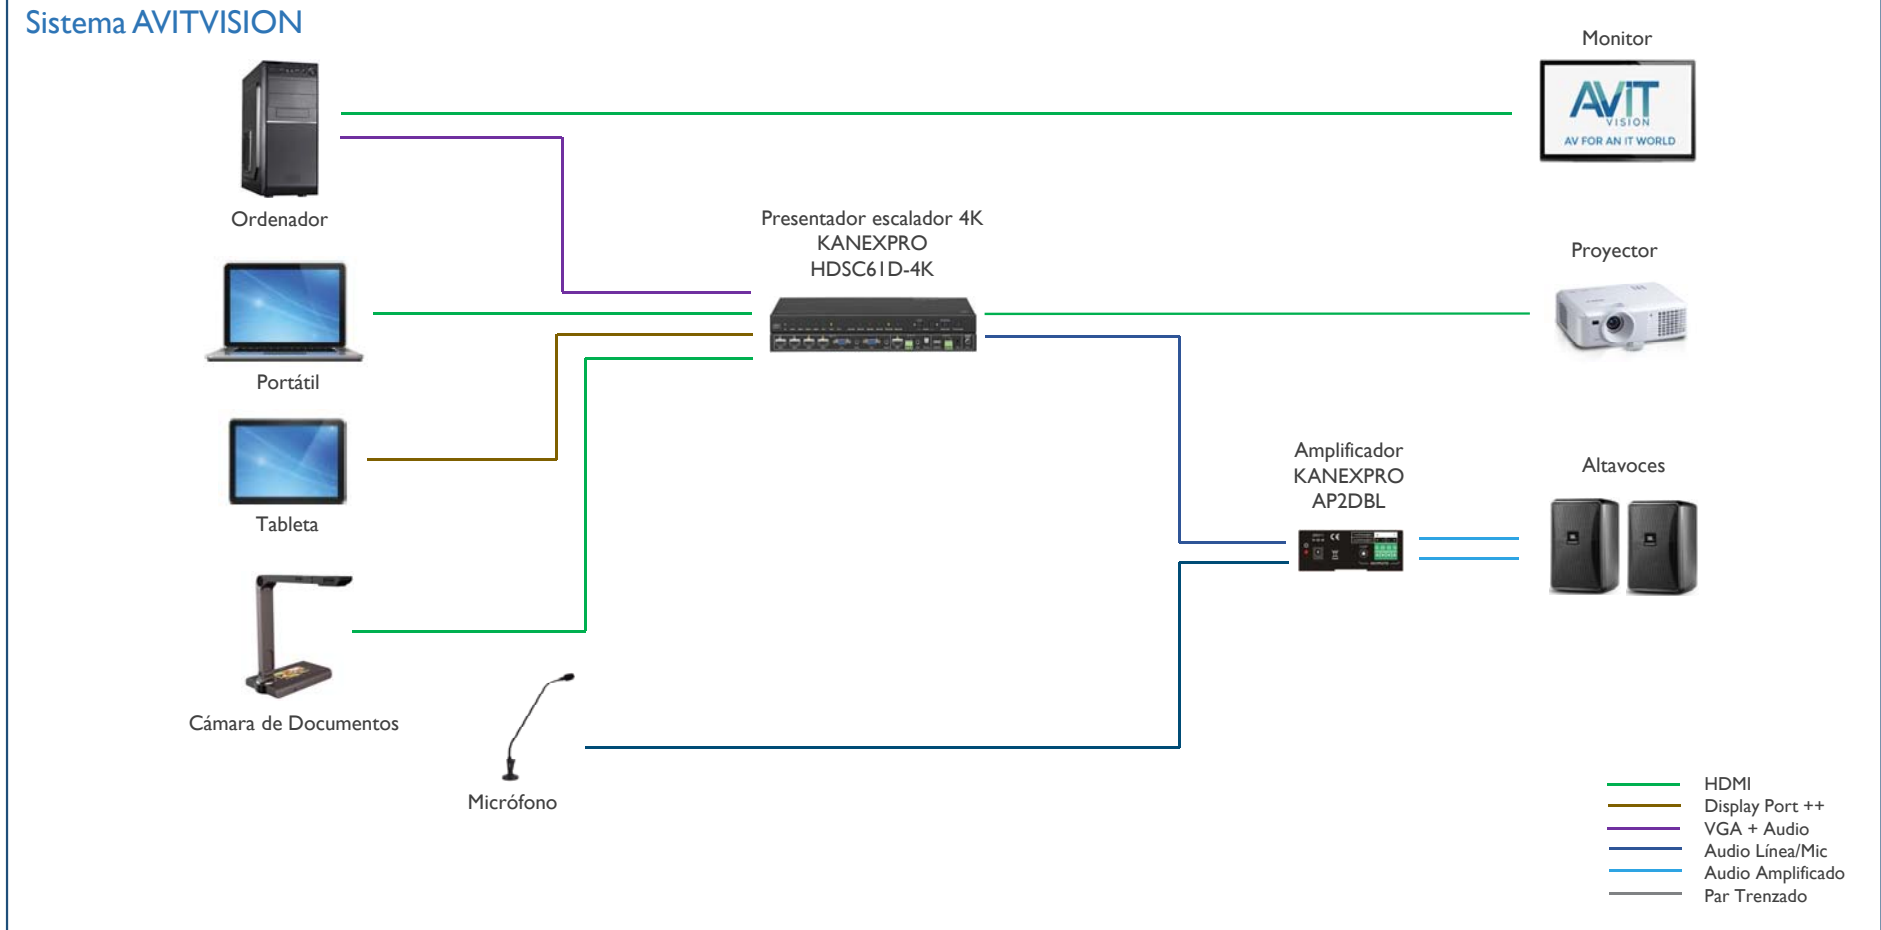 Sistema AVITVISION
Monitor
AVIT
VISION
AV FOR AN IT WORLD
Ordenador
Presentador escalador 4K
KANEXPRO
HDSC61D-4K
Proyector
Portátil
Amplificador
KANEXPRO
AP2DBL
Altavoces
Tableta
Cámara de Documentos
Micrófono
HDMI
Display Port ++
VGA + Audio
Audio Línea/Mic
Audio Amplificado
Par Trenzado